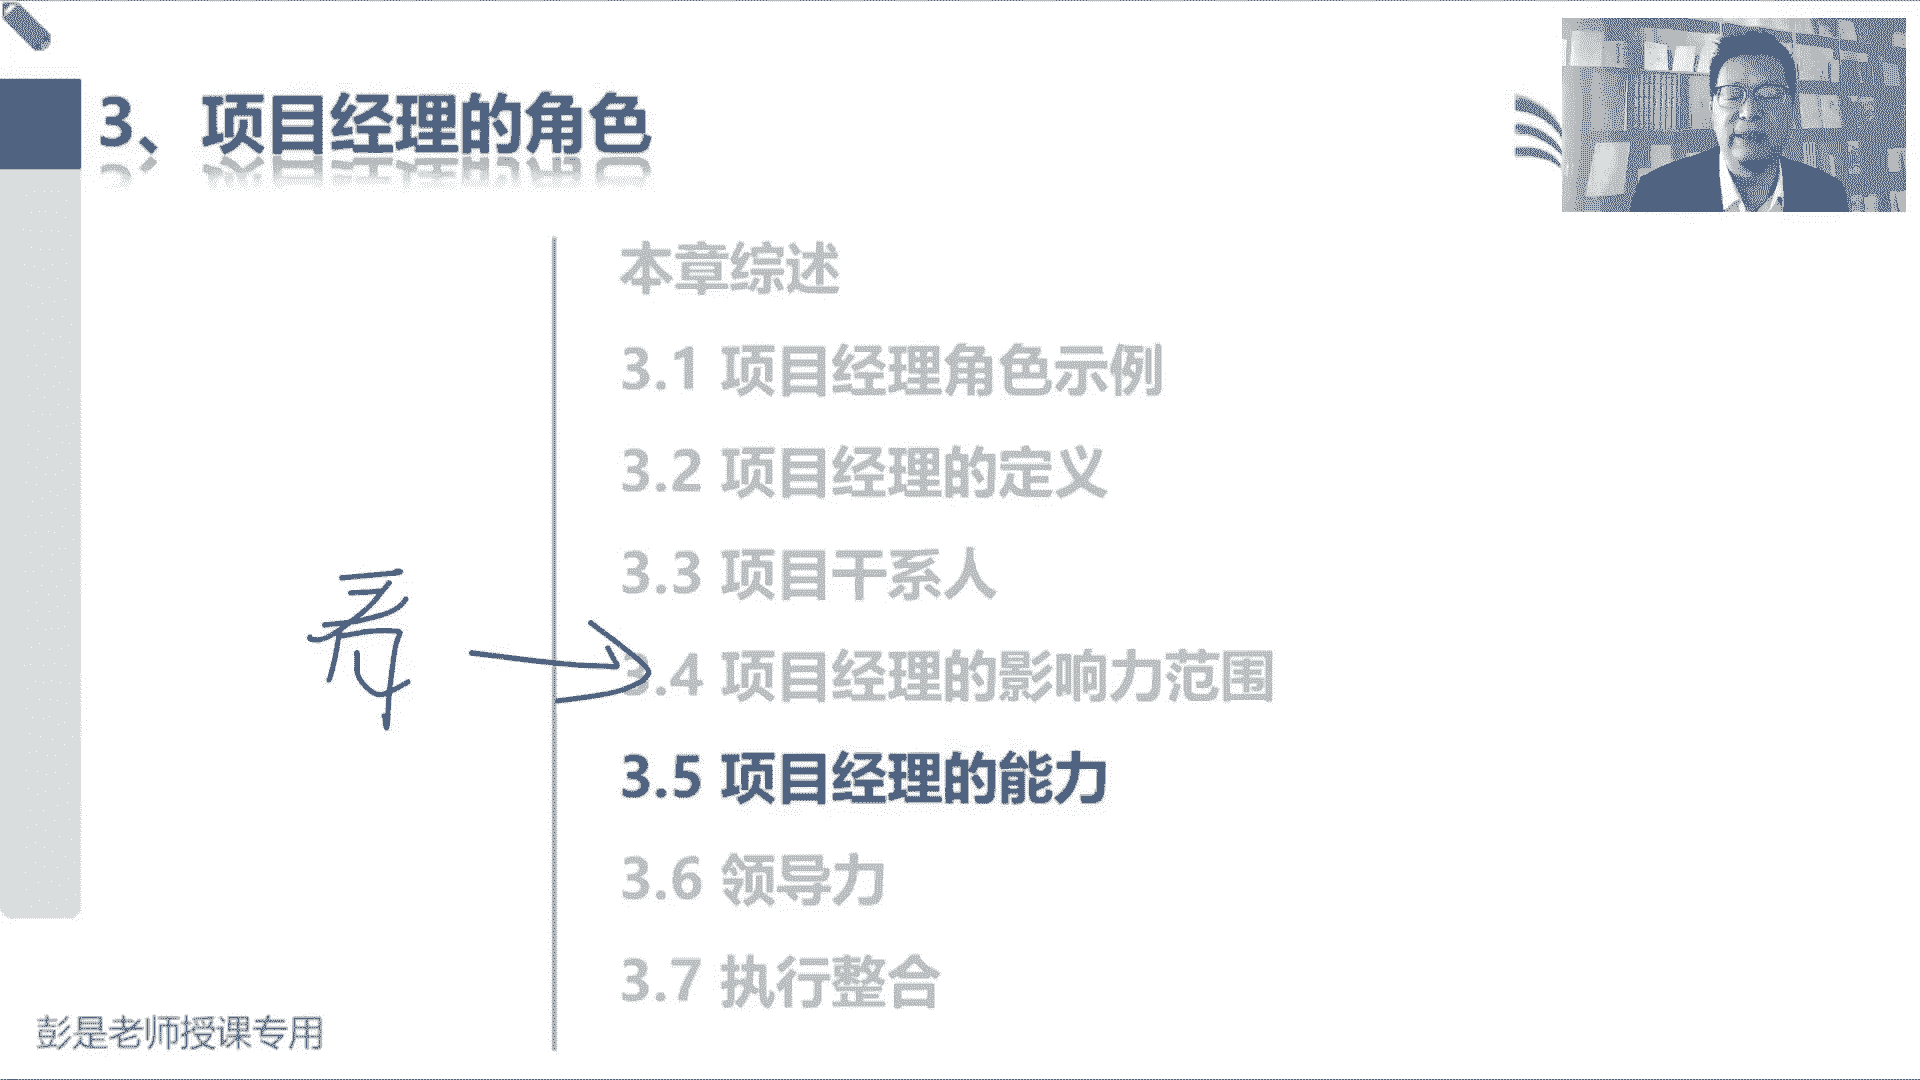 3、项目经理的角色
本章综述
3.1 项目经理角色示例
3.2 项目经理的定义
3.3 项目干系人
3.4 项目经理的影响力范围
3.5 项目经理的能力
3.6 领导力
3.7 执行整合
彭是老师授课专用